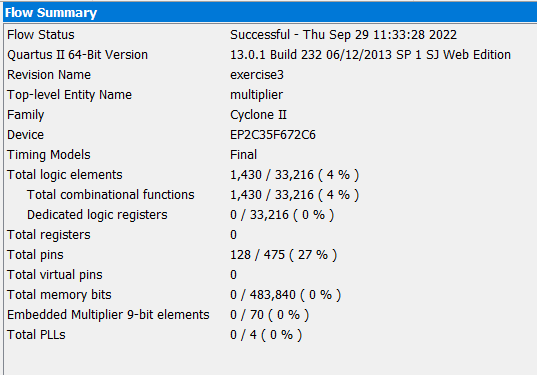 Flow Summary
Flow Status Successful - Thu Sep 29 11:33:28 2022
Quartus II 64-Bit Version 13.0.1 Build 232 06/12/2013 SP 1 SJ Web Edition
Revision Name exercise3
Top-level Entity Name multiplier
Family Cyclone II
Device EP2C35F672C6
Timing Models Final
Total logic elements 1,430 / 33,216 ( 4 % )
Total combinational functions 1,430 / 33,216 ( 4 % )
Dedicated logic registers 0 / 33,216 ( 0 % )
Total registers 0
Total pins 128 / 475 ( 27 % )
Total virtual pins 0
Total memory bits 0 / 483,840 ( 0 % )
Embedded Multiplier 9-bit elements 0 / 70 ( 0 % )
Total PLLs 0 / 4 ( 0 % )